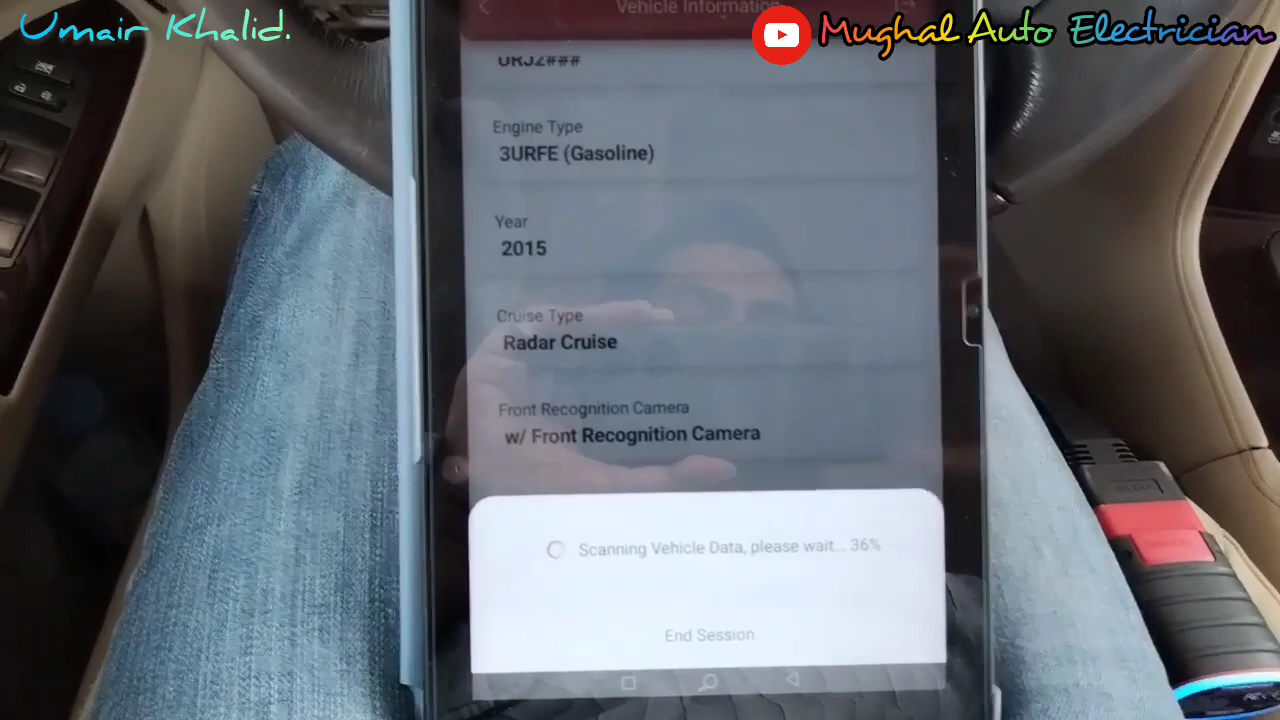 Umair Khalid.
Mughal Auto Electrician
Vehicle Information
URJ2###
Engine Type
3URFE (Gasoline)
Year
2015
Cruise Type
Radar Cruise
Front Recognition Camera
w/ Front Recognition Camera
Scanning Vehicle Data, please wait... 36%
End Session